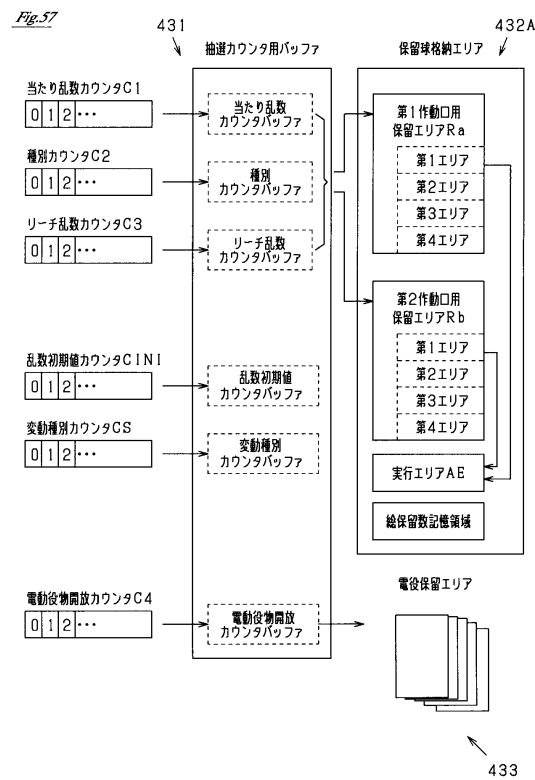 Fig.57
431
432A
抽選カウンタ用バッファ
保留球格納エリア
当たり乱数カウンタC1
0 1 2 ･･･
当たり乱数
カウンタバッファ
種別カウンタC2
0 1 2 ･･･
種別
カウンタバッファ
リーチ乱数カウンタC3
0 1 2 ･･･
リーチ乱数
カウンタバッファ
第1作動口用
保留エリアRa
第1エリア
第2エリア
第3エリア
第4エリア
第2作動口用
保留エリアRb
第1エリア
第2エリア
第3エリア
第4エリア
乱数初期値カウンタCINI
0 1 2 ･･･
乱数初期値
カウンタバッファ
変動種別カウンタCS
0 1 2 ･･･
変動種別
カウンタバッファ
実行エリアAE
総保留数記憶領域
電動役物開放カウンタC4
0 1 2 ･･･
電動役物開放
カウンタバッファ
電役保留エリア
433